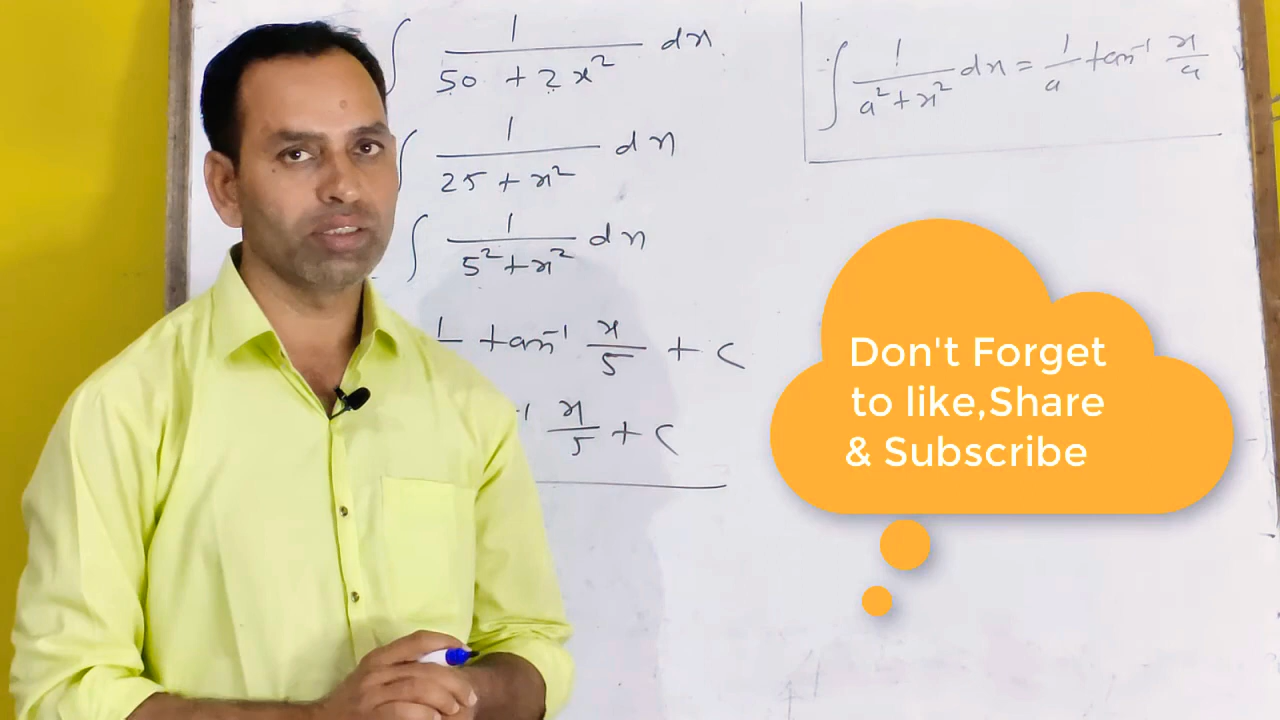 ∫ 1/(50 + 2x²) dx
∫ 1/(25 + x²) dx
∫ 1/(5² + x²) dx
tan⁻¹ x/5 + c
⁻¹ x/5 + c
∫ 1/(a² + x²) dx = 1/a tan⁻¹ x/a
Don't Forget
to like,Share
& Subscribe